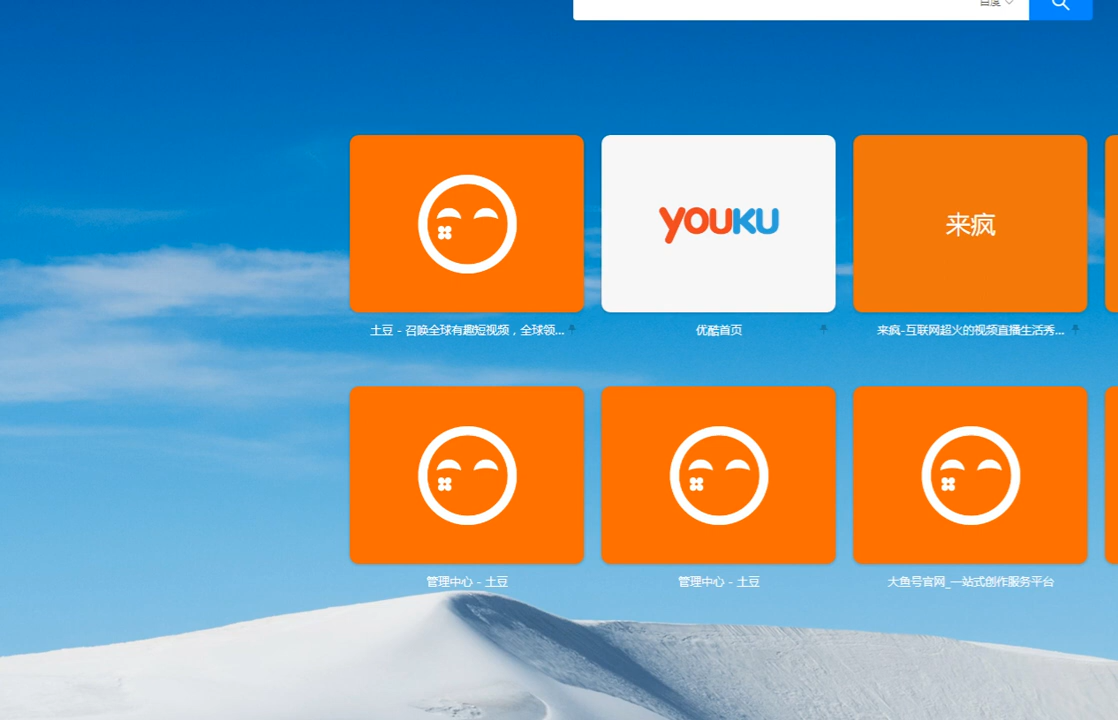 百度
YOUKU
来疯
土豆 - 召唤全球有趣短视频，全球领...
优酷首页
来疯-互联网超火的视频直播生活秀...
管理中心 - 土豆
管理中心 - 土豆
大鱼号官网_一站式创作服务平台